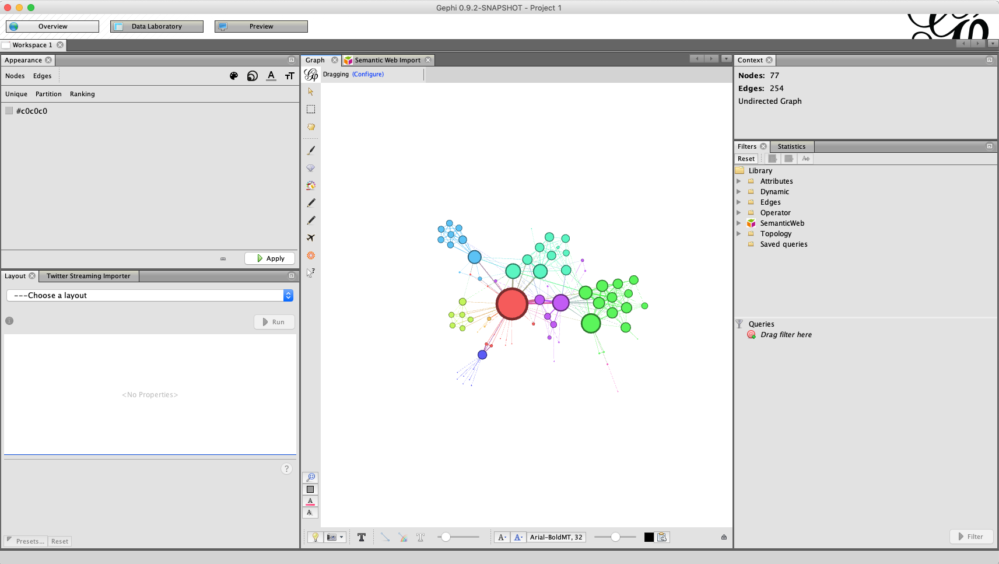 Gephi 0.9.2-SNAPSHOT - Project 1
Overview
Data Laboratory
Preview
Workspace 1
Appearance
Nodes Edges
Unique Partition Ranking
#c0c0c0
Apply
Layout Twitter Streaming Importer
---Choose a layout
Run
<No Properties>
?
Presets... Reset
Graph Semantic Web Import
Dragging (Configure)
Arial-BoldMT, 32
Context
Nodes: 77
Edges: 254
Undirected Graph
Filters Statistics
Reset
Library
Attributes
Dynamic
Edges
Operator
SemanticWeb
Topology
Saved queries
Queries
Drag filter here
Filter